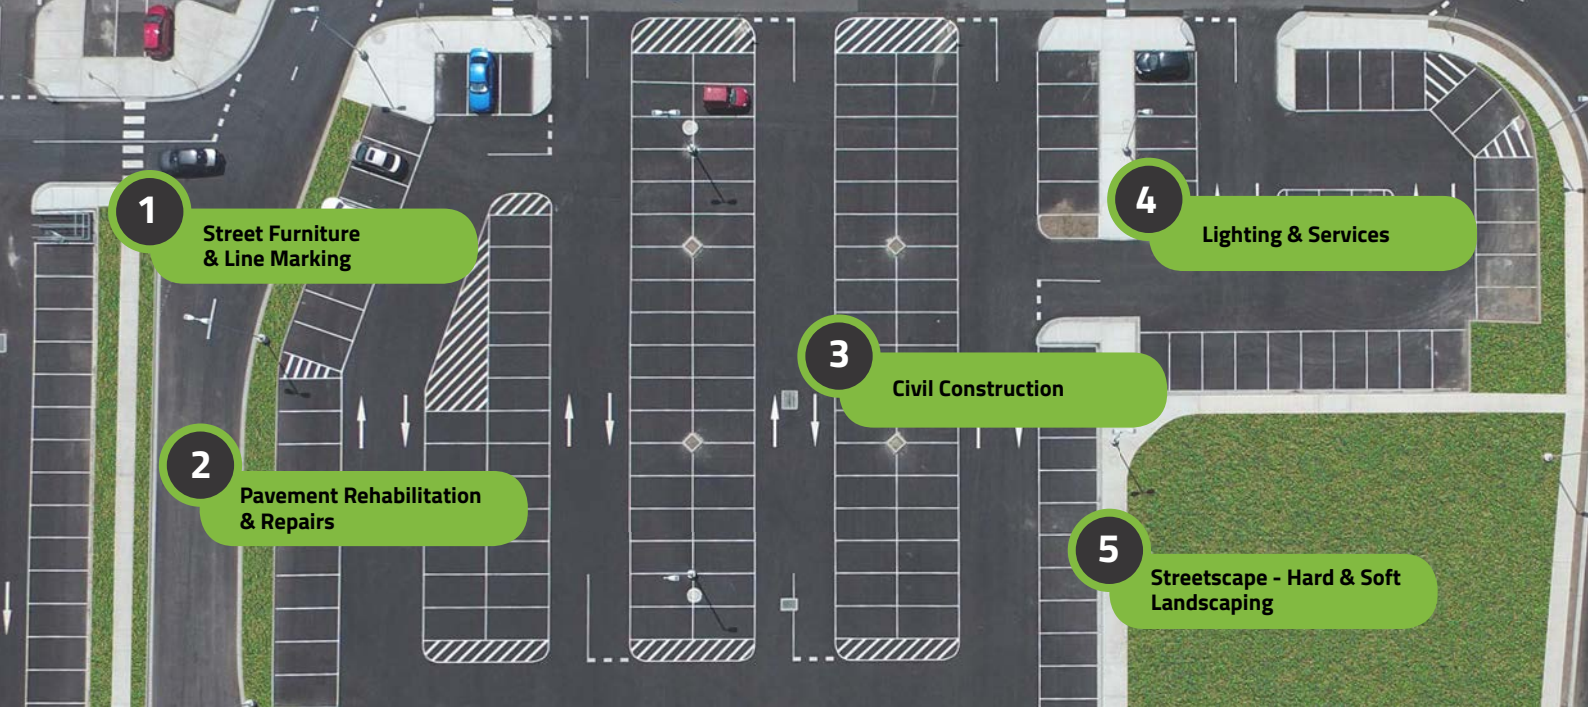 1
Street Furniture
& Line Marking
2
Pavement Rehabilitation
& Repairs
3
Civil Construction
4
Lighting & Services
5
Streetscape - Hard & Soft
Landscaping